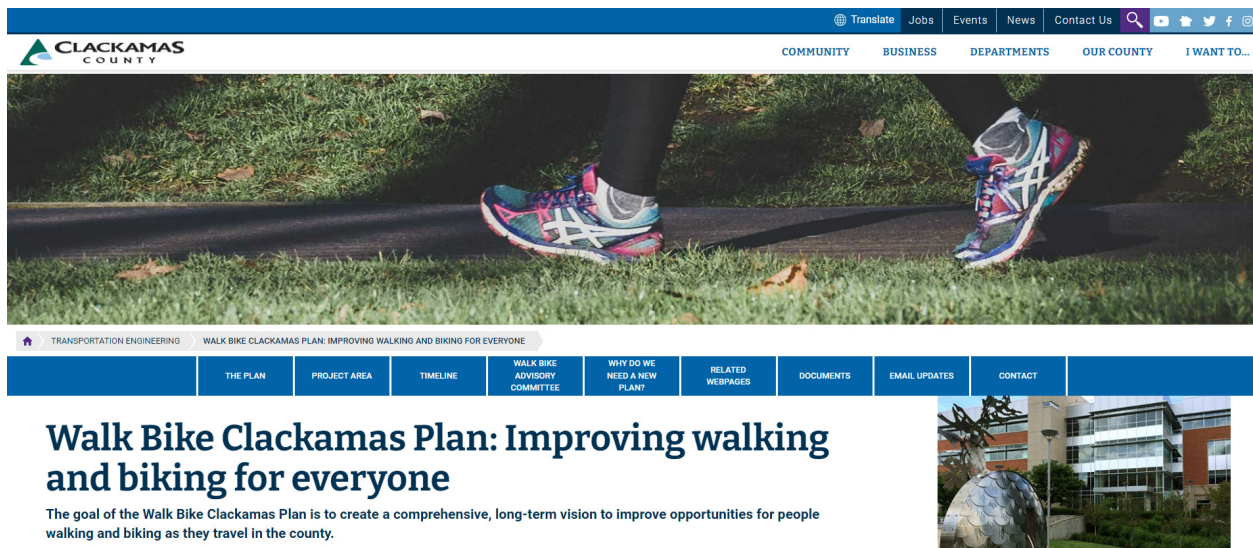 Translate Jobs Events News Contact Us
CLACKAMAS
COUNTY
COMMUNITY BUSINESS DEPARTMENTS OUR COUNTY I WANT TO...
TRANSPORTATION ENGINEERING WALK BIKE CLACKAMAS PLAN: IMPROVING WALKING AND BIKING FOR EVERYONE
THE PLAN
PROJECT AREA
TIMELINE
WALK BIKE
ADVISORY
COMMITTEE
WHY DO WE
NEED A NEW
PLAN?
RELATED
WEBPAGES
DOCUMENTS
EMAIL UPDATES
CONTACT
Walk Bike Clackamas Plan: Improving walking
and biking for everyone
The goal of the Walk Bike Clackamas Plan is to create a comprehensive, long-term vision to improve opportunities for people
walking and biking as they travel in the county.